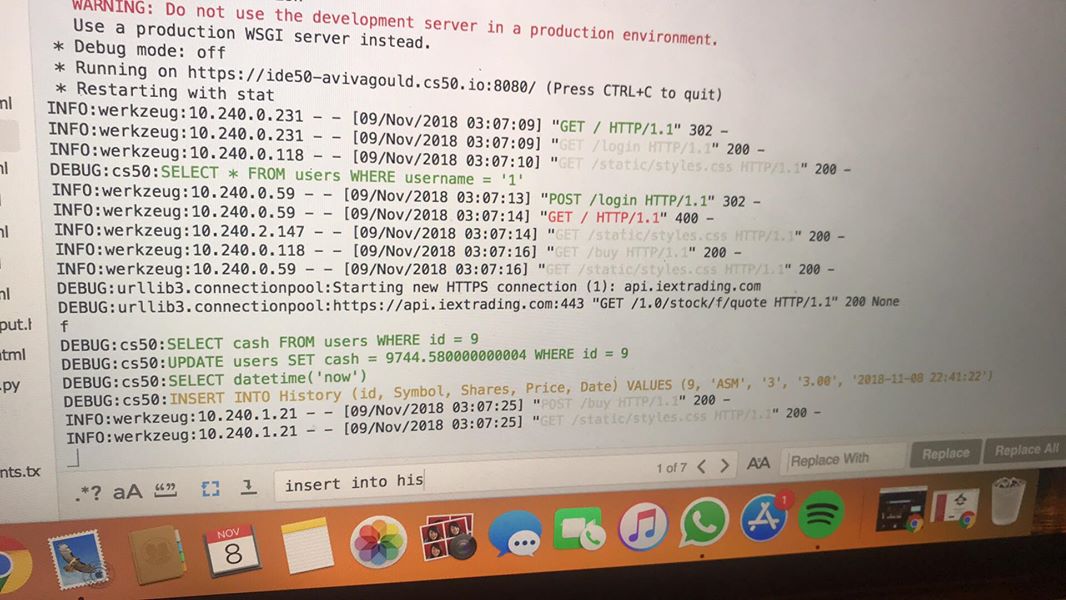 WARNING: Do not use the development server in a production environment.
Use a production WSGI server instead.
* Debug mode: off
* Running on https://ide50-avivagould.cs50.io:8080/ (Press CTRL+C to quit)
* Restarting with stat
INFO:werkzeug:10.240.0.231 - - [09/Nov/2018 03:07:09] "GET / HTTP/1.1" 302 -
INFO:werkzeug:10.240.0.231 - - [09/Nov/2018 03:07:09] "GET /login HTTP/1.1" 200 -
INFO:werkzeug:10.240.0.118 - - [09/Nov/2018 03:07:10] "GET /static/styles.css HTTP/1.1" 200 -
DEBUG:cs50:SELECT * FROM users WHERE username = '1'
INFO:werkzeug:10.240.0.59 - - [09/Nov/2018 03:07:13] "POST /login HTTP/1.1" 302 -
INFO:werkzeug:10.240.0.59 - - [09/Nov/2018 03:07:14] "GET / HTTP/1.1" 400 -
INFO:werkzeug:10.240.2.147 - - [09/Nov/2018 03:07:14] "GET /static/styles.css HTTP/1.1" 200 -
INFO:werkzeug:10.240.0.118 - - [09/Nov/2018 03:07:16] "GET /buy HTTP/1.1" 200 -
INFO:werkzeug:10.240.0.59 - - [09/Nov/2018 03:07:16] "GET /static/styles.css HTTP/1.1" 200 -
DEBUG:urllib3.connectionpool:Starting new HTTPS connection (1): api.iextrading.com
DEBUG:urllib3.connectionpool:https://api.iextrading.com:443 "GET /1.0/stock/f/quote HTTP/1.1" 200 None
f
DEBUG:cs50:SELECT cash FROM users WHERE id = 9
DEBUG:cs50:UPDATE users SET cash = 9744.580000000004 WHERE id = 9
DEBUG:cs50:SELECT datetime('now')
DEBUG:cs50:INSERT INTO History (id, Symbol, Shares, Price, Date) VALUES (9, 'ASM', '3', '3.00', '2018-11-08 22:41:22')
INFO:werkzeug:10.240.1.21 - - [09/Nov/2018 03:07:25] "POST /buy HTTP/1.1" 200 -
INFO:werkzeug:10.240.1.21 - - [09/Nov/2018 03:07:25] "GET /static/styles.css HTTP/1.1" 200 -
ml
ml
ml
ml
put.h
tml
.py
nts.tx
.*? aA “” insert into his 1 of 7 < > AA Replace With Replace Replace All
NOV
8
1